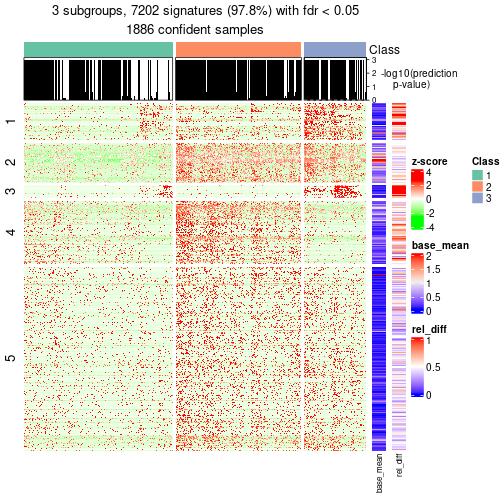 3 subgroups, 7202 signatures (97.8%) with fdr < 0.05
1886 confident samples
Class
3
2
1
0
-log10(prediction
p-value)
1
2
3
4
5
z-score
4
2
0
-2
-4
Class
1
2
3
base_mean
2
1.5
1
0.5
0
rel_diff
1
0.5
0
base_mean
rel_diff